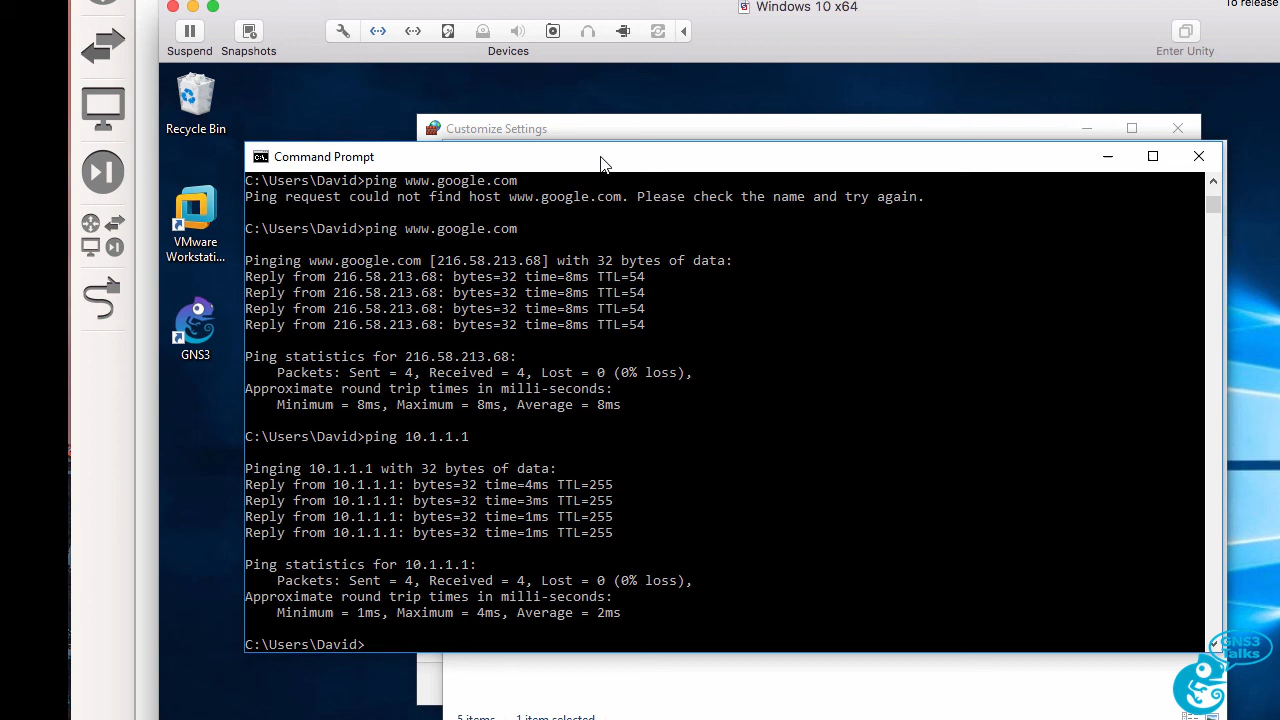 Windows 10 x64
To release
Suspend
Snapshots
Devices
Enter Unity
Recycle Bin
VMware
Workstati...
GNS3
Customize Settings
Command Prompt
C:\Users\David>ping www.google.com
Ping request could not find host www.google.com. Please check the name and try again.
C:\Users\David>ping www.google.com
Pinging www.google.com [216.58.213.68] with 32 bytes of data:
Reply from 216.58.213.68: bytes=32 time=8ms TTL=54
Reply from 216.58.213.68: bytes=32 time=8ms TTL=54
Reply from 216.58.213.68: bytes=32 time=8ms TTL=54
Reply from 216.58.213.68: bytes=32 time=8ms TTL=54
Ping statistics for 216.58.213.68:
Packets: Sent = 4, Received = 4, Lost = 0 (0% loss),
Approximate round trip times in milli-seconds:
Minimum = 8ms, Maximum = 8ms, Average = 8ms
C:\Users\David>ping 10.1.1.1
Pinging 10.1.1.1 with 32 bytes of data:
Reply from 10.1.1.1: bytes=32 time=4ms TTL=255
Reply from 10.1.1.1: bytes=32 time=3ms TTL=255
Reply from 10.1.1.1: bytes=32 time=1ms TTL=255
Reply from 10.1.1.1: bytes=32 time=1ms TTL=255
Ping statistics for 10.1.1.1:
Packets: Sent = 4, Received = 4, Lost = 0 (0% loss),
Approximate round trip times in milli-seconds:
Minimum = 1ms, Maximum = 4ms, Average = 2ms
C:\Users\David>
5 items
1 item selected
GNS3
Talks